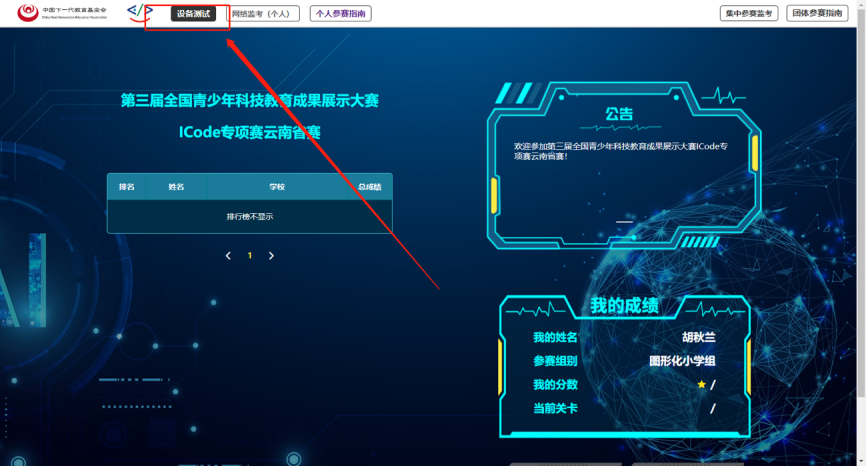 中国下一代教育基金会
</>
设备测试
网络监考（个人）
个人参赛指南
集中参赛监考
团体参赛指南
第三届全国青少年科技教育成果展示大赛
ICode专项赛云南省赛
排名 姓名 学校 总成绩
排行榜不显示
< 1 >
公告
欢迎参加第三届全国青少年科技教育成果展示大赛ICode专
项赛云南省赛！
我的成绩
我的姓名 胡秋兰
参赛组别 图形化小学组
我的分数 ★ /
当前关卡 /